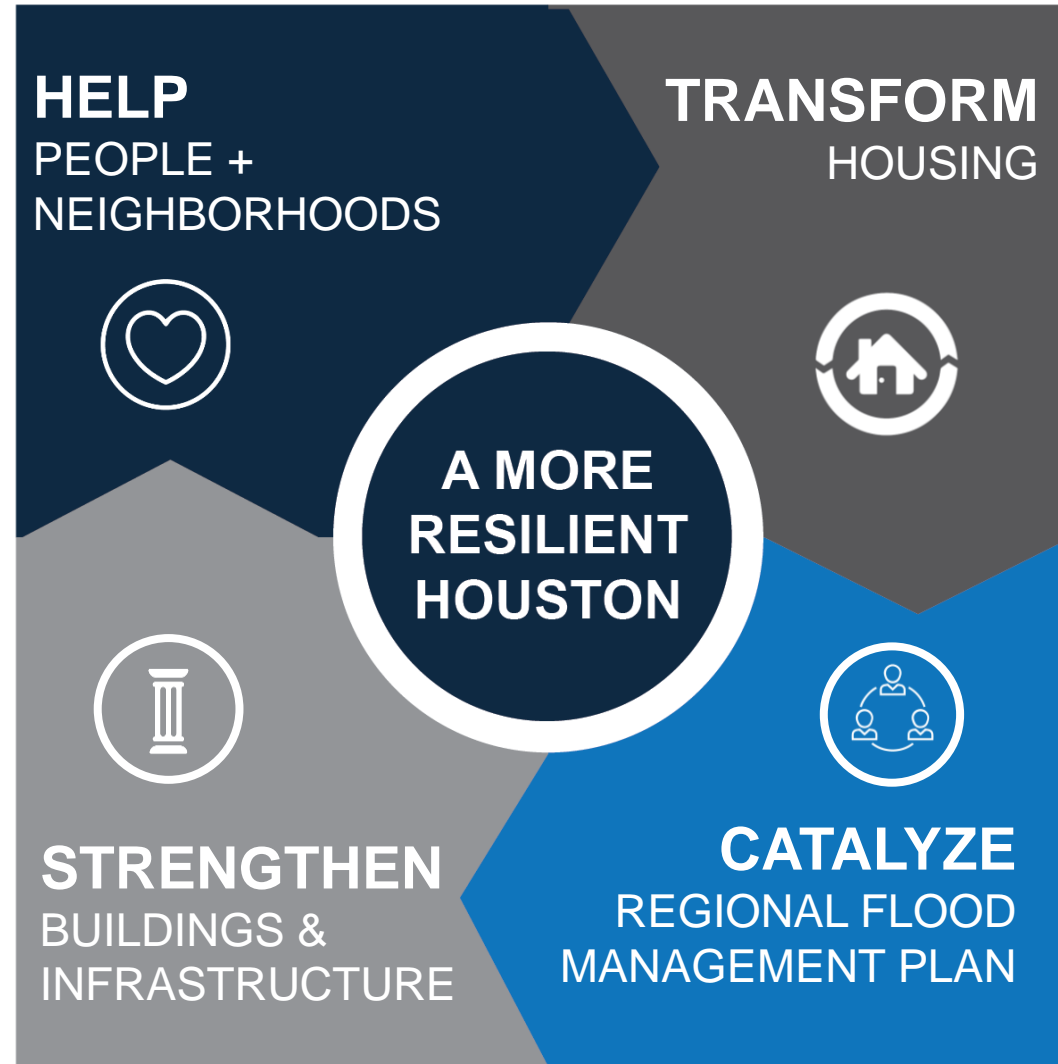 HELP
PEOPLE +
NEIGHBORHOODS
TRANSFORM
HOUSING
A MORE
RESILIENT
HOUSTON
STRENGTHEN
BUILDINGS &
INFRASTRUCTURE
CATALYZE
REGIONAL FLOOD
MANAGEMENT PLAN